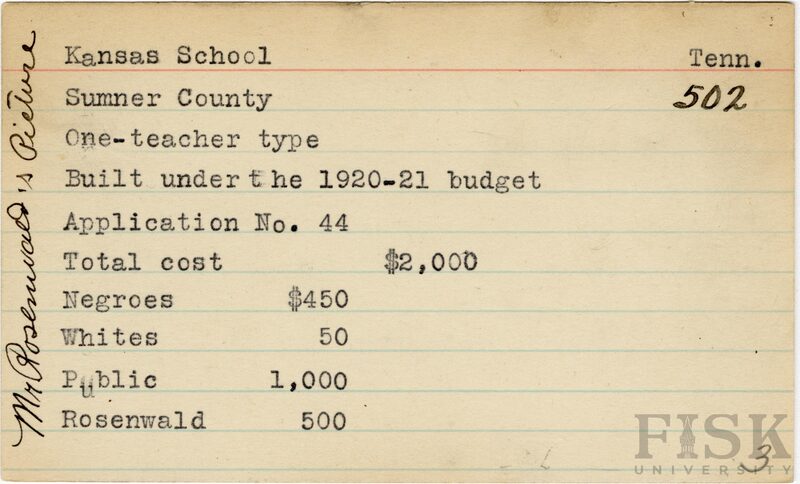 Kansas School Tenn.
Sumner County 502
One-teacher type
Built under the 1920-21 budget
Application No. 44
Total cost $2,000
Negroes $450
Whites 50
Public 1,000
Rosenwald 500
Mr Rosenwald's Picture
3
FISK
UNIVERSITY